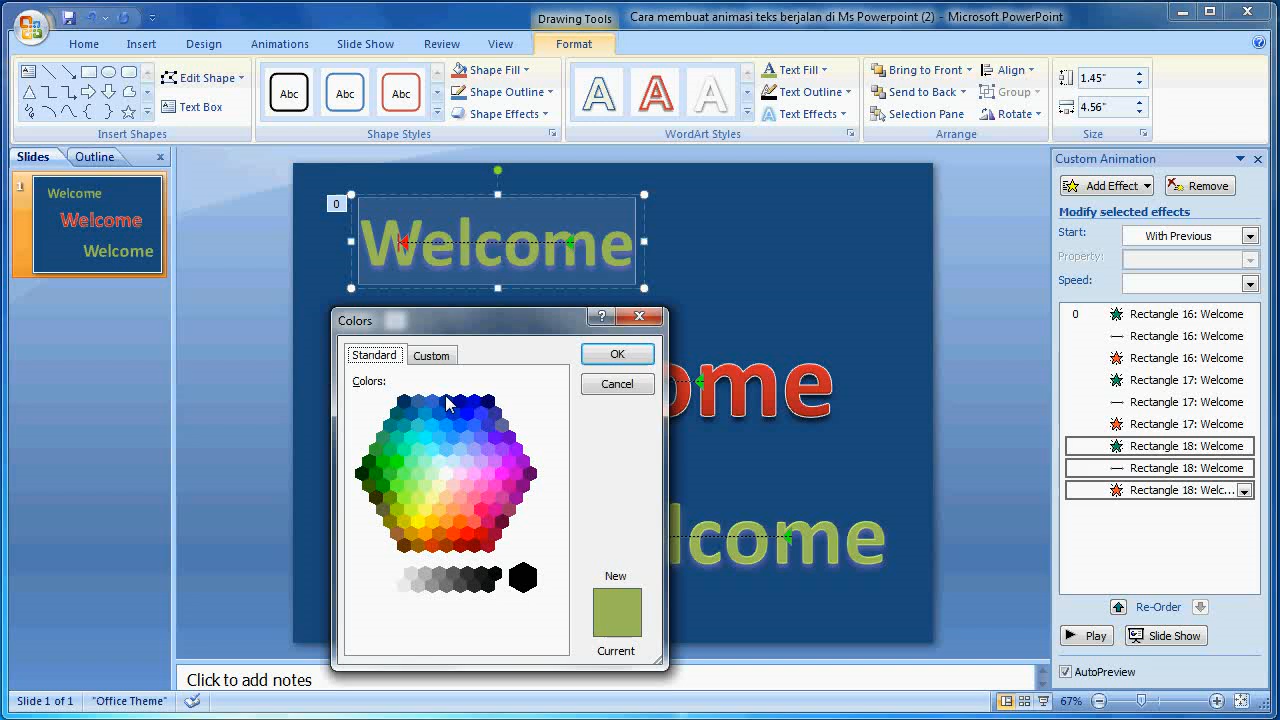 Drawing Tools
Cara membuat animasi teks berjalan di Ms Powerpoint (2) - Microsoft PowerPoint
Home Insert Design Animations Slide Show Review View Format
Edit Shape
Text Box
Insert Shapes
Abc Abc Abc
Shape Fill
Shape Outline
Shape Effects
Shape Styles
A A A
Text Fill
Text Outline
Text Effects
WordArt Styles
Bring to Front
Send to Back
Selection Pane
Align
Group
Rotate
Arrange
1.45"
4.56"
Size
Slides Outline
1
Welcome
Welcome
Welcome
0
Welcome
ome
lcome
Colors
Standard Custom
Colors:
OK
Cancel
New
Current
Custom Animation
Add Effect Remove
Modify selected effects
Start: With Previous
Property:
Speed:
0 Rectangle 16: Welcome
Rectangle 16: Welcome
Rectangle 16: Welcome
Rectangle 17: Welcome
Rectangle 17: Welcome
Rectangle 17: Welcome
Rectangle 18: Welcome
Rectangle 18: Welcome
Rectangle 18: Welc...
Re-Order
Play Slide Show
AutoPreview
Click to add notes
Slide 1 of 1 "Office Theme" 67%